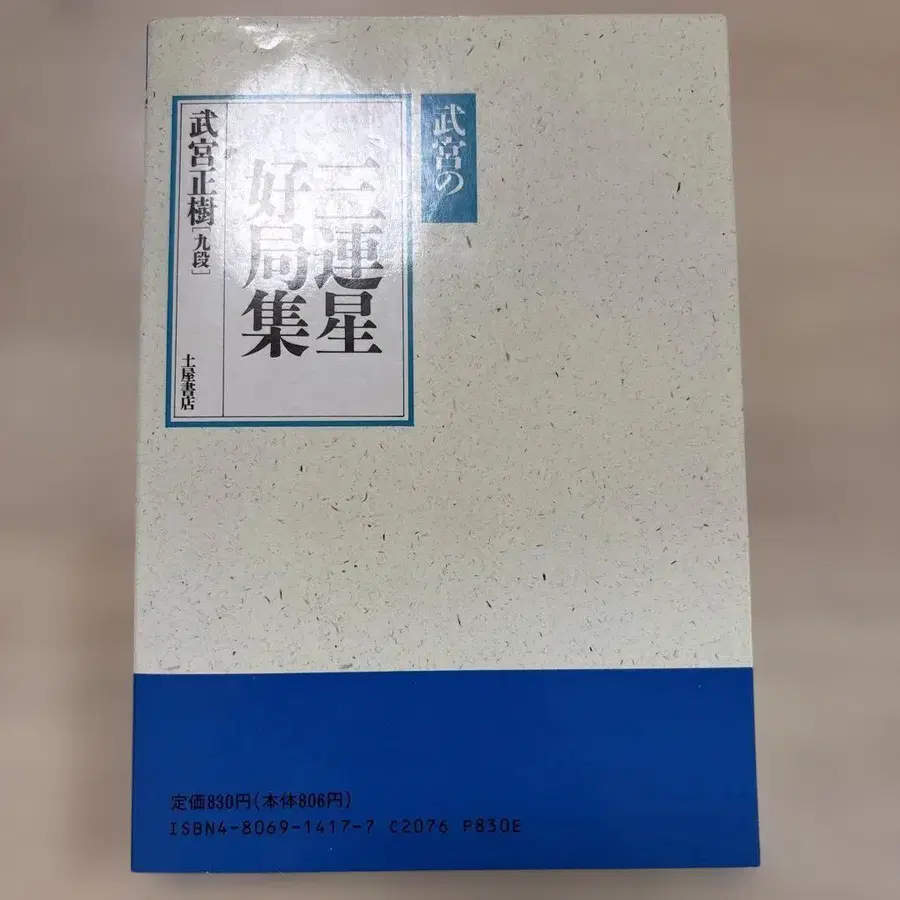 武宮の
三連星
好局集
武宮正樹[九段]
土屋書店
定価830円(本体806円)
ISBN4-8069-1417-7 C2076 P830E